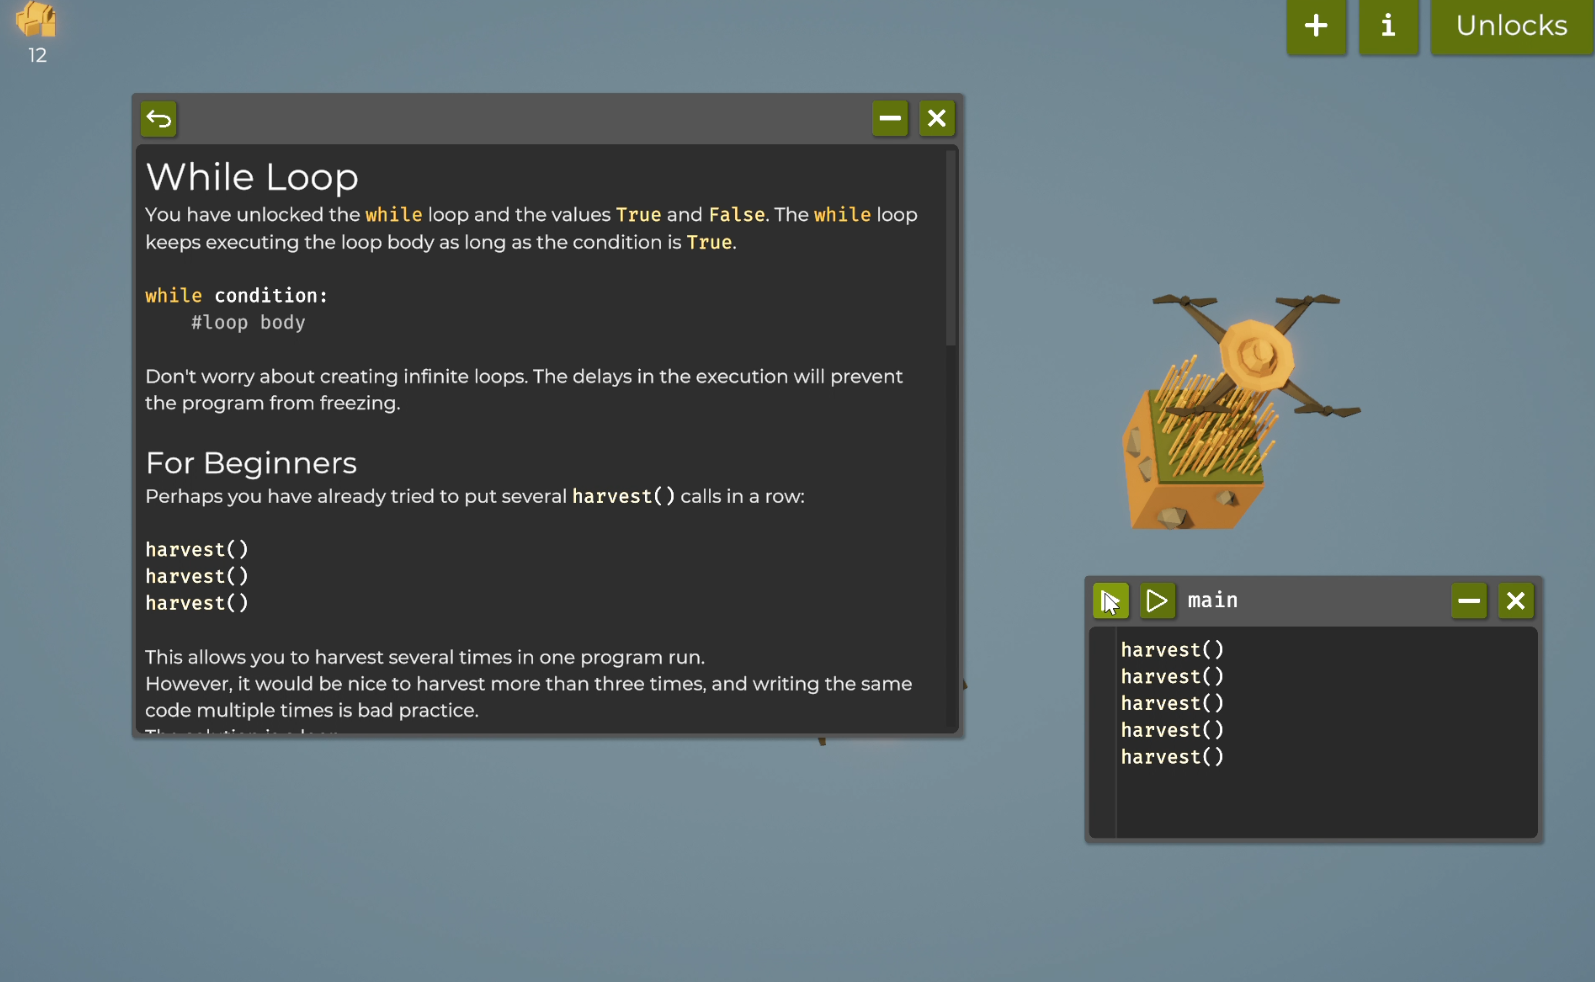 12
+ i Unlocks
While Loop
You have unlocked the while loop and the values True and False. The while loop
keeps executing the loop body as long as the condition is True.
while condition:
#loop body
Don't worry about creating infinite loops. The delays in the execution will prevent
the program from freezing.
For Beginners
Perhaps you have already tried to put several harvest() calls in a row:
harvest()
harvest()
harvest()
This allows you to harvest several times in one program run.
However, it would be nice to harvest more than three times, and writing the same
code multiple times is bad practice.
main
harvest()
harvest()
harvest()
harvest()
harvest()